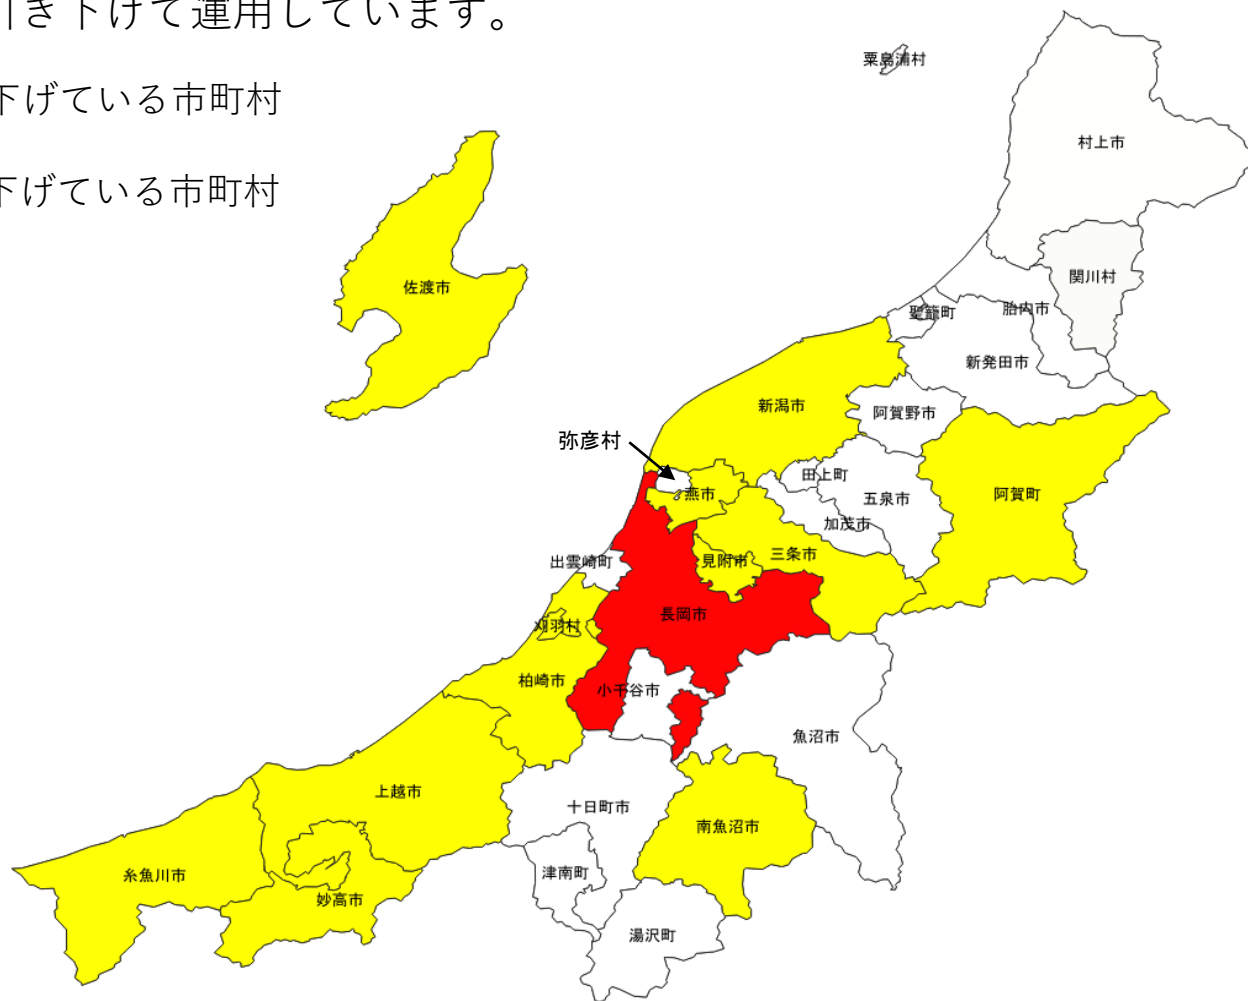 引き下げて運用しています。
下げている市町村
下げている市町村
粟島浦村
村上市
関川村
佐渡市
聖籠町
胎内市
新発田市
新潟市
阿賀野市
弥彦村
田上町
燕市
五泉市
阿賀町
加茂市
出雲崎町
見附市
三条市
長岡市
刈羽村
柏崎市
小千谷市
魚沼市
上越市
十日町市
南魚沼市
糸魚川市
津南町
妙高市
湯沢町